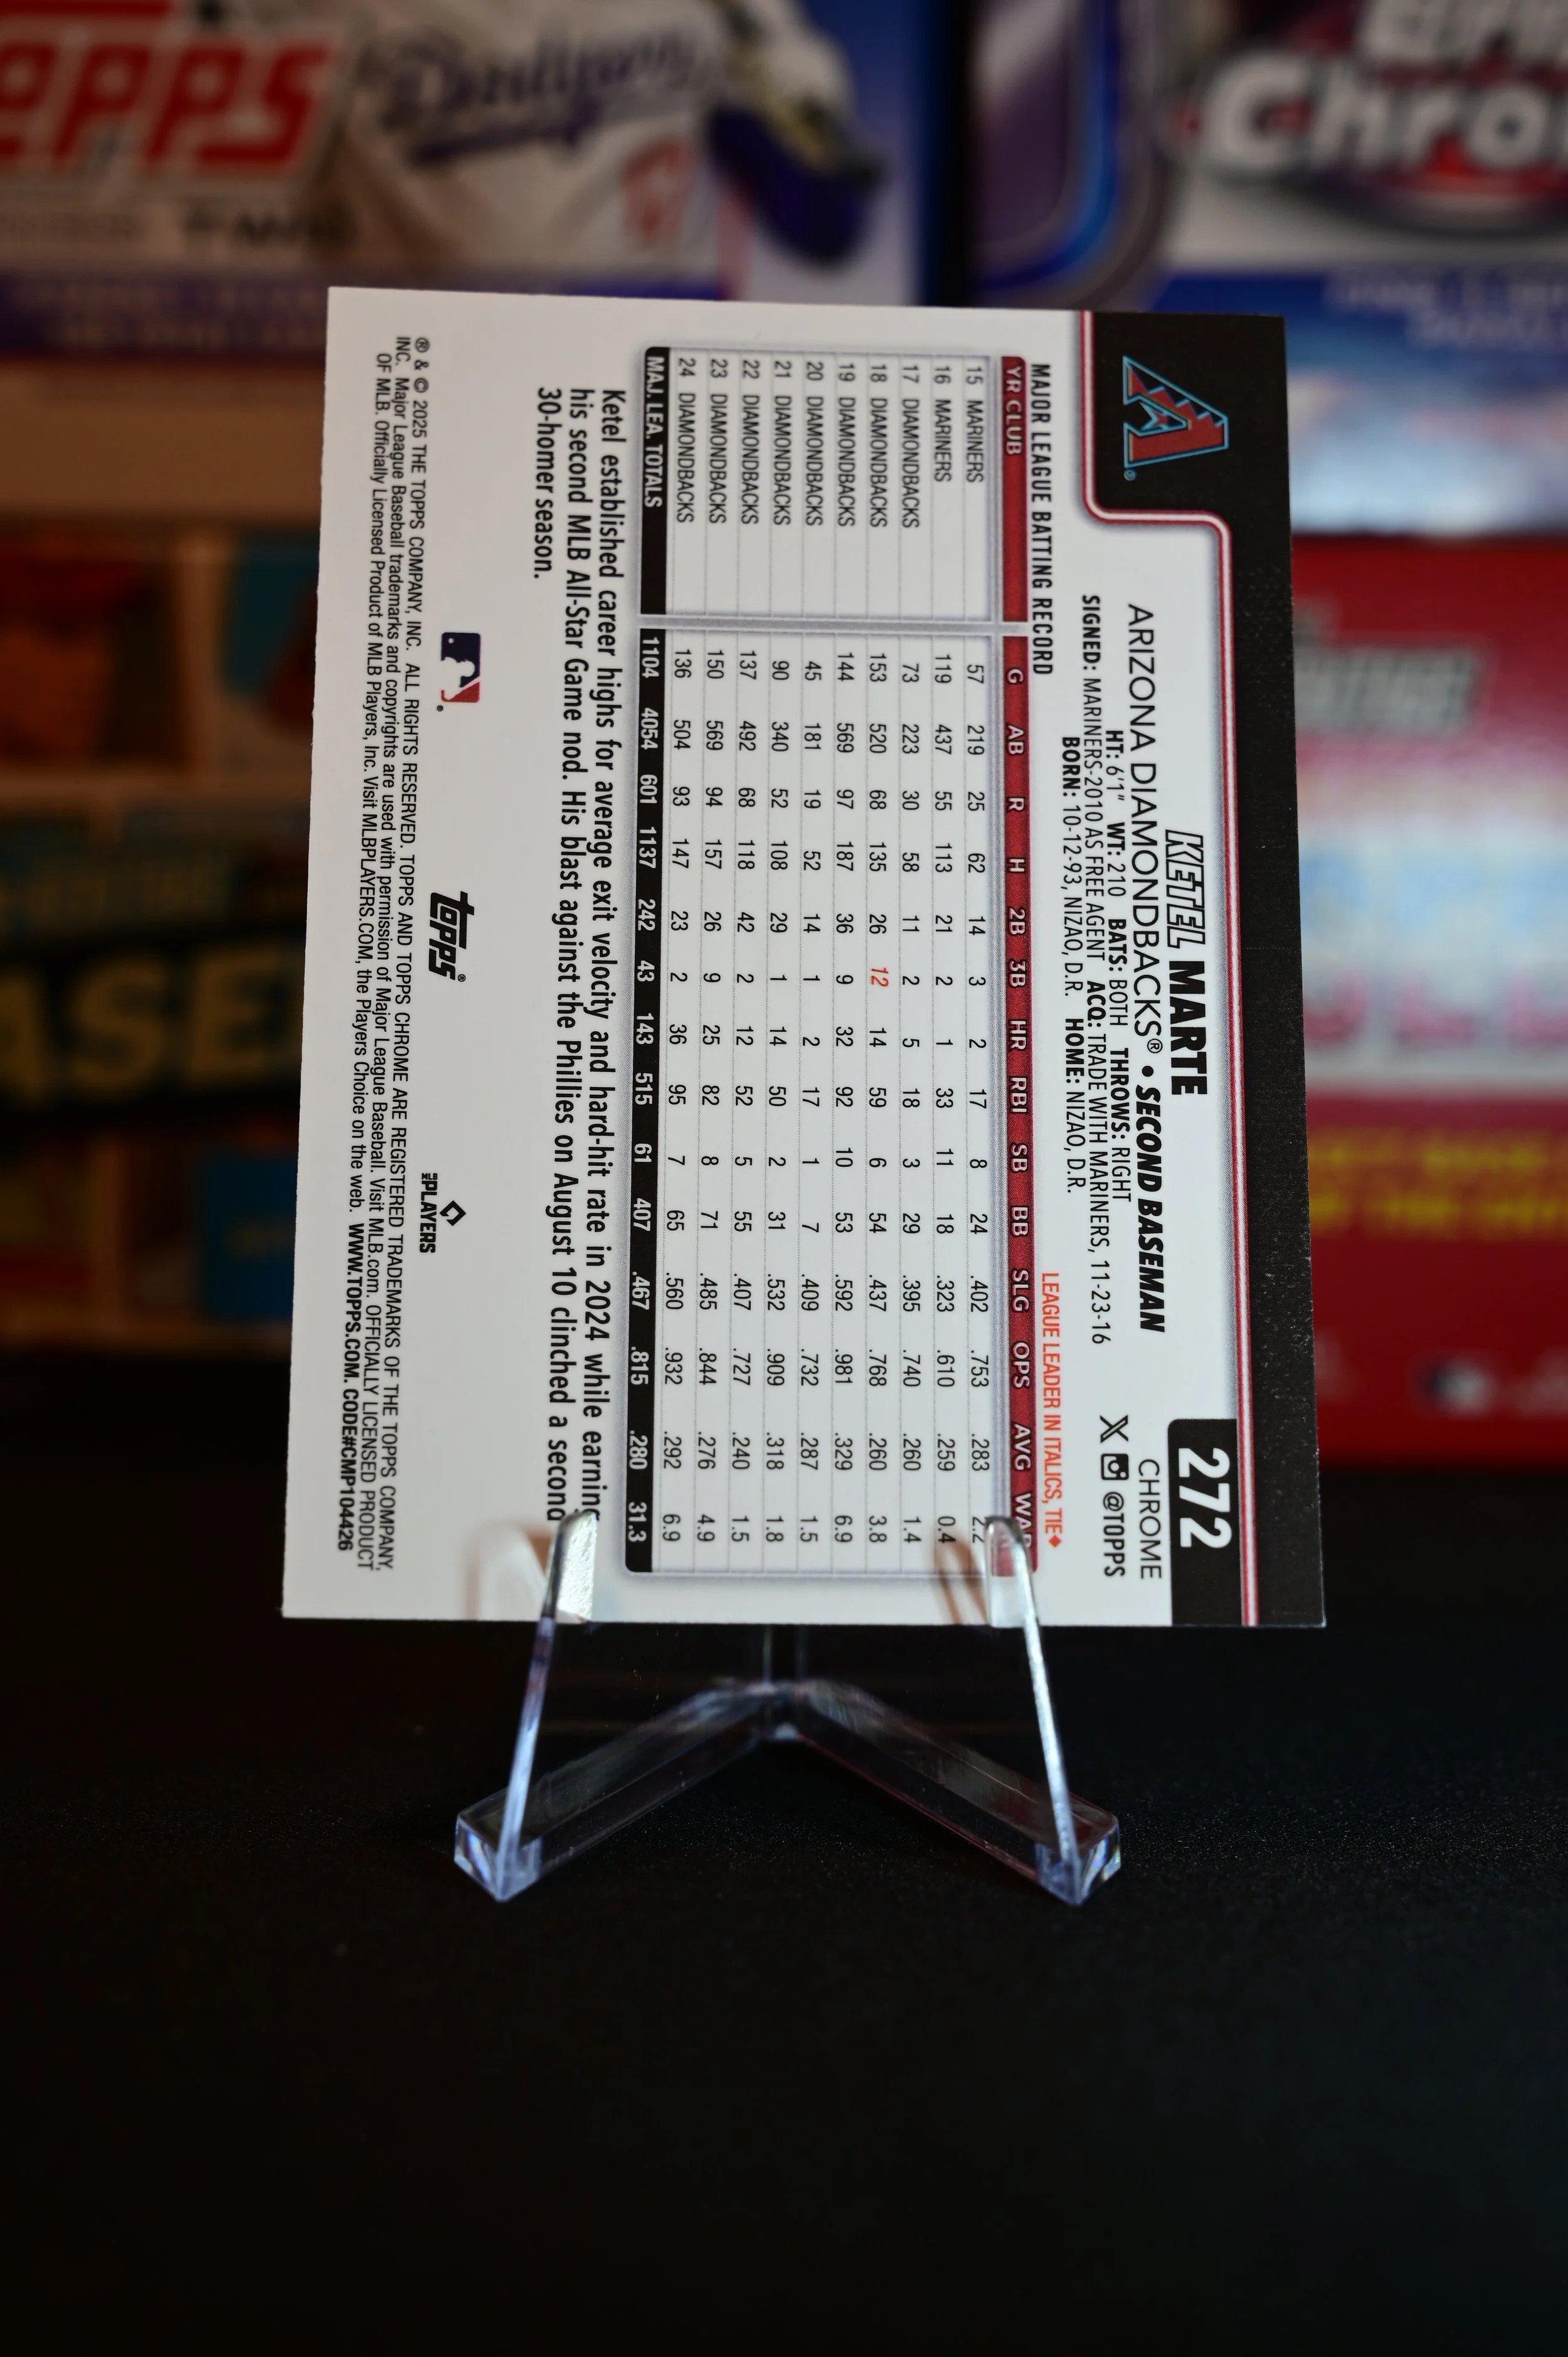 272
CHROME
@TOPPS
KETEL MARTE
ARIZONA DIAMONDBACKS® • SECOND BASEMAN
HT: 6'1" WT: 210 BATS: BOTH THROWS: RIGHT
SIGNED: MARINERS-2010 AS FREE AGENT ACQ: TRADE WITH MARINERS, 11-23-16
BORN: 10-12-93, NIZAO, D.R. HOME: NIZAO, D.R.
MAJOR LEAGUE BATTING RECORD LEAGUE LEADER IN ITALICS, TIE♦
YR CLUB G AB R H 2B 3B HR RBI SB BB SLG OPS AVG WAR
15 MARINERS 57 219 25 62 14 3 2 17 8 24 .402 .753 .283 2.2
16 MARINERS 119 437 55 113 21 2 1 33 11 18 .323 .610 .259 0.4
17 DIAMONDBACKS 73 223 30 58 11 2 5 18 3 29 .395 .740 .260 1.4
18 DIAMONDBACKS 153 520 68 135 26 12 14 59 6 54 .437 .768 .260 3.8
19 DIAMONDBACKS 144 569 97 187 36 9 32 92 10 53 .592 .981 .329 6.9
20 DIAMONDBACKS 45 181 19 52 14 1 2 17 1 7 .409 .732 .287 1.5
21 DIAMONDBACKS 90 340 52 108 29 1 14 50 2 31 .532 .909 .318 1.8
22 DIAMONDBACKS 137 492 68 118 42 2 12 52 5 55 .407 .727 .240 1.5
23 DIAMONDBACKS 150 569 94 157 26 9 25 82 8 71 .485 .844 .276 4.9
24 DIAMONDBACKS 136 504 93 147 23 2 36 95 7 65 .560 .932 .292 6.9
MAJ. LEA. TOTALS 1104 4054 601 1137 242 43 143 515 61 407 .467 .815 .280 31.3
Ketel established career highs for average exit velocity and hard-hit rate in 2024 while earning
his second MLB All-Star Game nod. His blast against the Phillies on August 10 clinched a second
30-homer season.
topps®
MLB PLAYERS
® & © 2025 THE TOPPS COMPANY, INC. ALL RIGHTS RESERVED. TOPPS AND TOPPS CHROME ARE REGISTERED TRADEMARKS OF THE TOPPS COMPANY,
INC. Major League Baseball trademarks and copyrights are used with permission of Major League Baseball. Visit MLB.com. OFFICIALLY LICENSED PRODUCT
OF MLB. Officially Licensed Product of MLB Players, Inc. Visit MLBPLAYERS.COM, the Players Choice on the web. WWW.TOPPS.COM. CODE#CMP104426
Dodgers